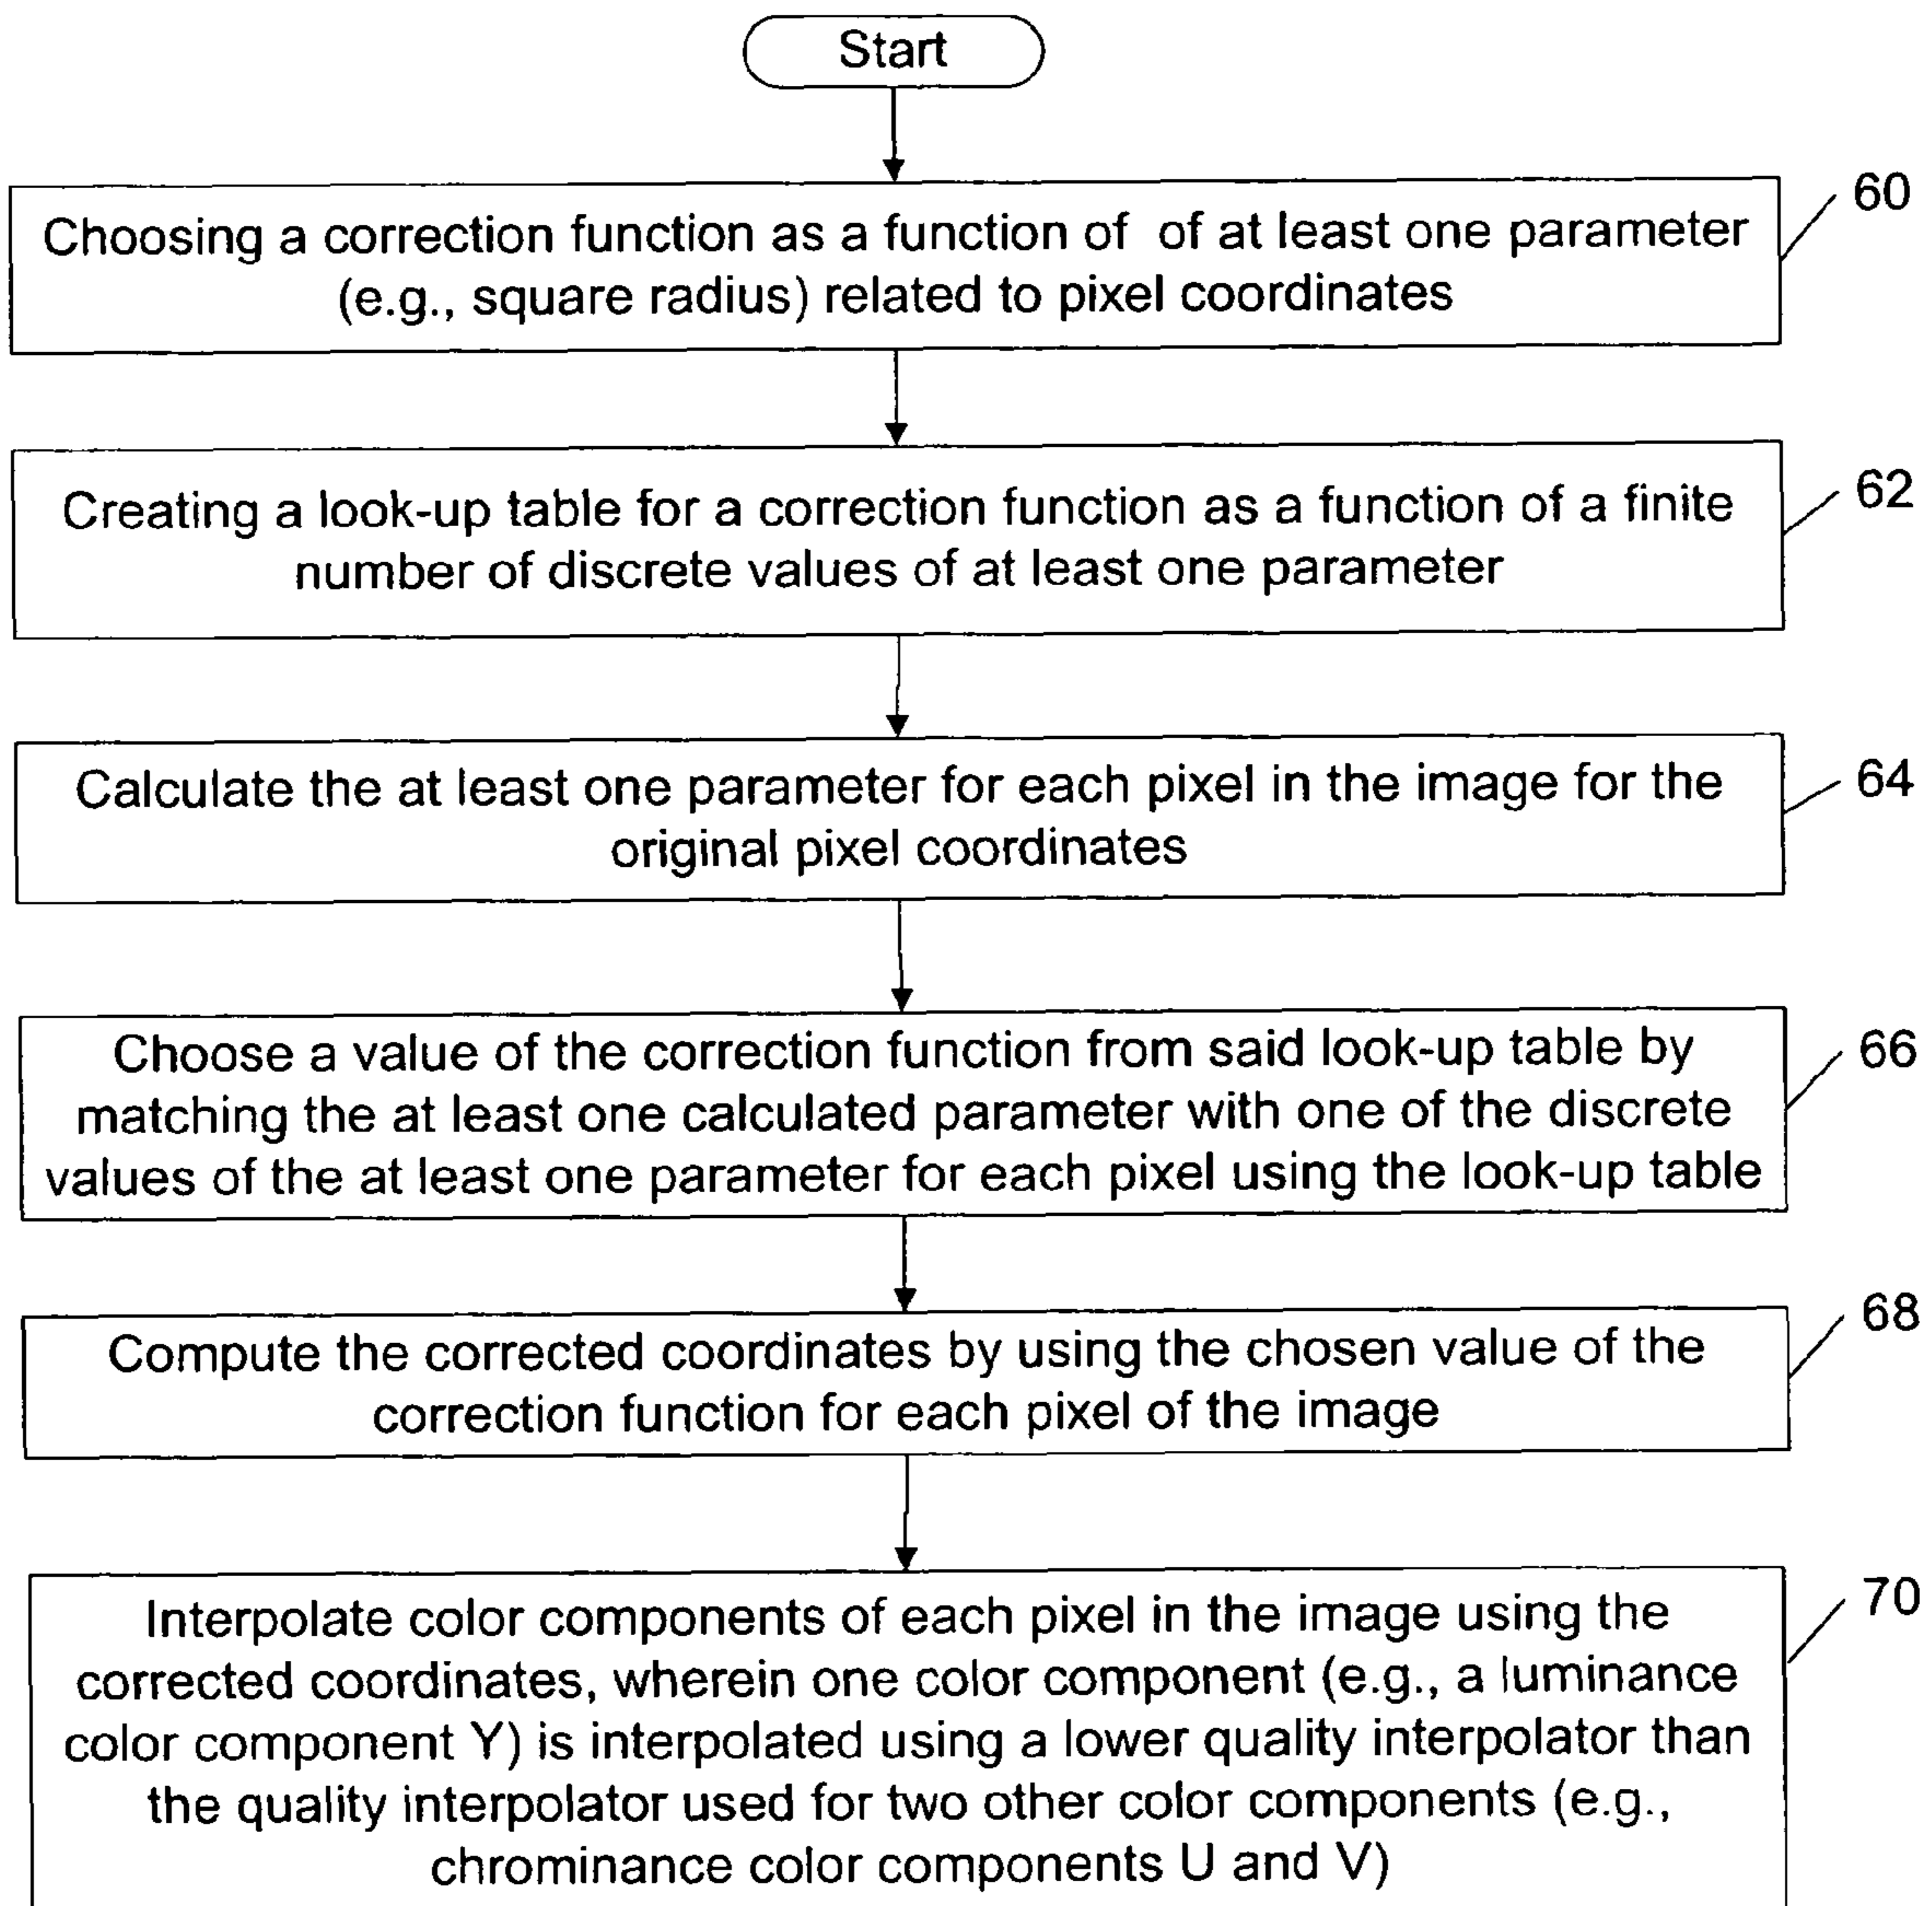 Start
60
Choosing a correction function as a function of of at least one parameter
(e.g., square radius) related to pixel coordinates
62
Creating a look-up table for a correction function as a function of a finite
number of discrete values of at least one parameter
64
Calculate the at least one parameter for each pixel in the image for the
original pixel coordinates
66
Choose a value of the correction function from said look-up table by
matching the at least one calculated parameter with one of the discrete
values of the at least one parameter for each pixel using the look-up table
68
Compute the corrected coordinates by using the chosen value of the
correction function for each pixel of the image
70
Interpolate color components of each pixel in the image using the
corrected coordinates, wherein one color component (e.g., a luminance
color component Y) is interpolated using a lower quality interpolator than
the quality interpolator used for two other color components (e.g.,
chrominance color components U and V)